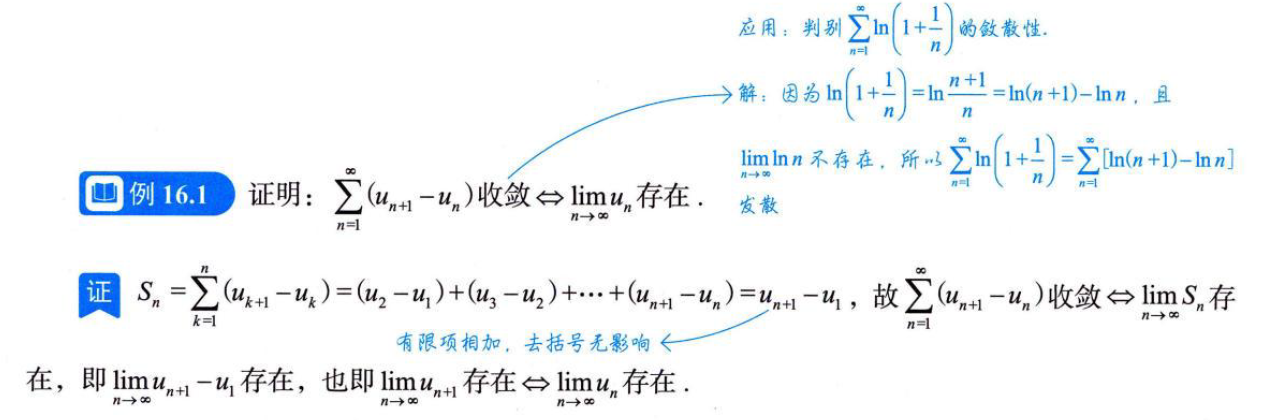 应用：判别 $\sum_{n=1}^{\infty}\ln\left(1+\frac{1}{n}\right)$ 的敛散性.
解：因为 $\ln\left(1+\frac{1}{n}\right)=\ln\frac{n+1}{n}=\ln(n+1)-\ln n$，且
$\lim_{n\to\infty}\ln n$ 不存在，所以 $\sum_{n=1}^{\infty}\ln\left(1+\frac{1}{n}\right)=\sum_{n=1}^{\infty}[\ln(n+1)-\ln n]$
发散
例 16.1 证明：$\sum_{n=1}^{\infty}(u_{n+1}-u_n)$ 收敛 $\Leftrightarrow \lim_{n\to\infty}u_n$ 存在.
证 $S_n=\sum_{k=1}^{n}(u_{k+1}-u_k)=(u_2-u_1)+(u_3-u_2)+\cdots+(u_{n+1}-u_n)=u_{n+1}-u_1$，故 $\sum_{n=1}^{\infty}(u_{n+1}-u_n)$ 收敛 $\Leftrightarrow \lim_{n\to\infty}S_n$ 存
有限项相加，去括号无影响
在，即 $\lim_{n\to\infty}u_{n+1}-u_1$ 存在，也即 $\lim_{n\to\infty}u_{n+1}$ 存在 $\Leftrightarrow \lim_{n\to\infty}u_n$ 存在.